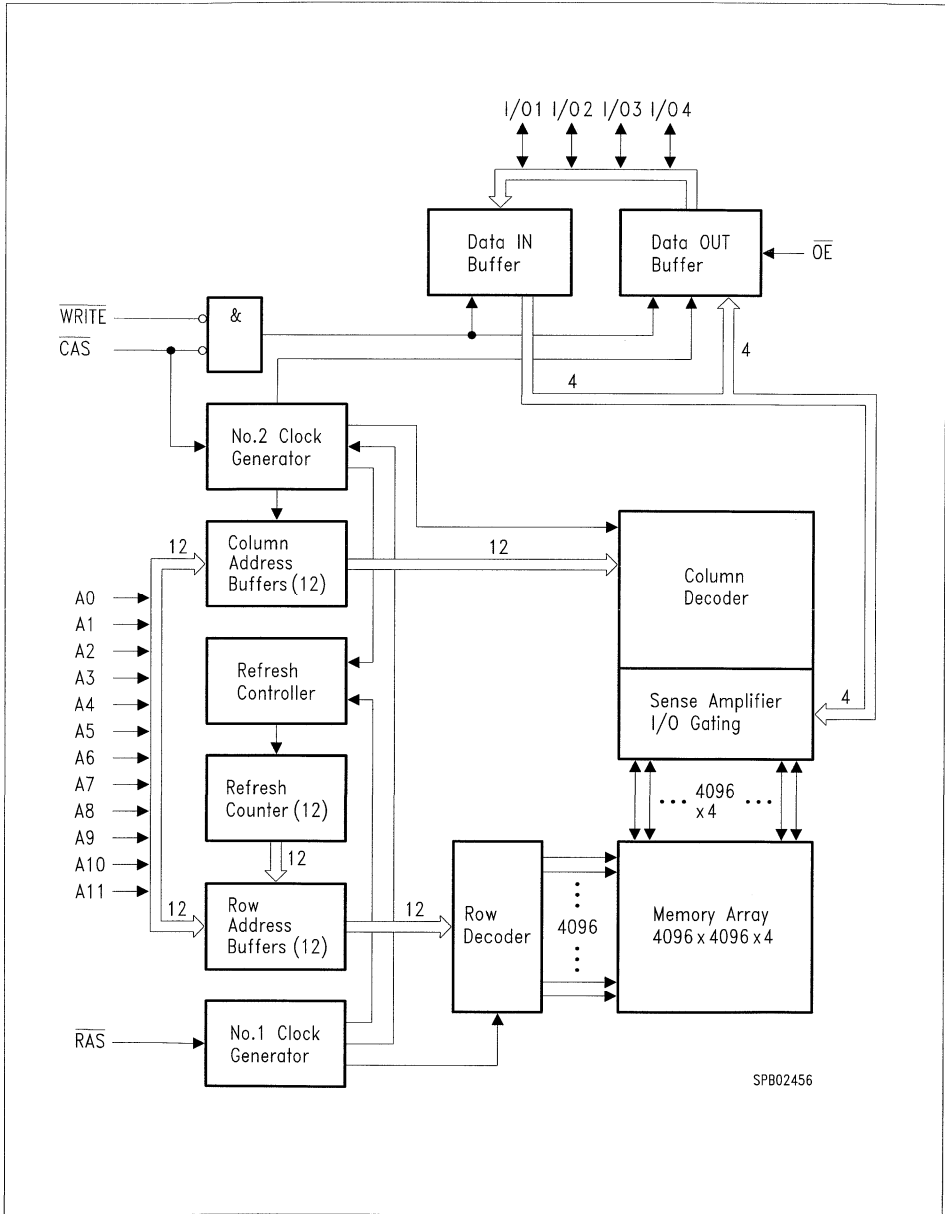 I/O1 I/O2 I/O3 I/O4
Data IN
Buffer
Data OUT
Buffer
OE
WRITE
&
CAS
4
4
No.2 Clock
Generator
12
Column
Address
Buffers (12)
12
Column
Decoder
A0
A1
A2
A3
A4
A5
A6
A7
A8
A9
A10
A11
Refresh
Controller
Sense Amplifier
I/O Gating
4
Refresh
Counter (12)
... 4096 ...
x 4
12
12
Row
Address
Buffers (12)
12
Row
Decoder
4096
Memory Array
4096 x 4096 x 4
RAS
No.1 Clock
Generator
SPB02456